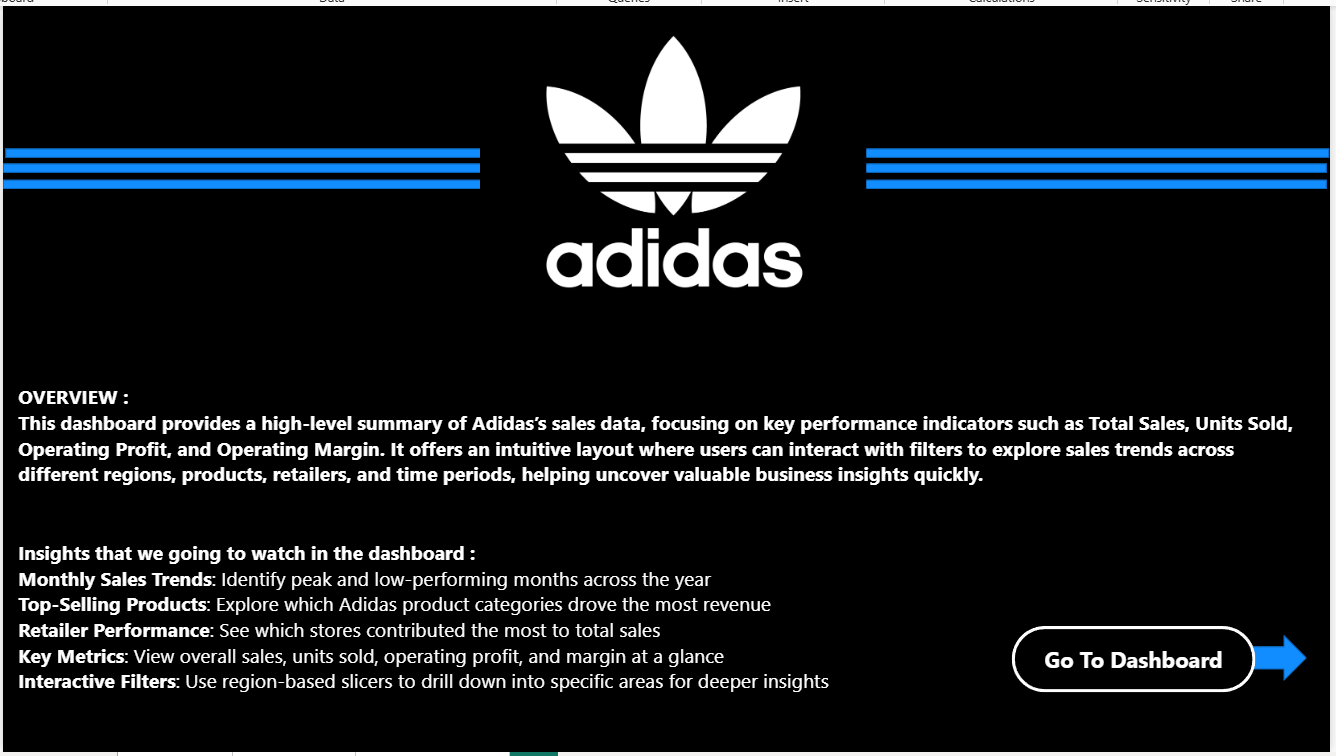 Data
Queries
Insert
Calculations
Sensitivity
Share
adidas
OVERVIEW :
This dashboard provides a high-level summary of Adidas’s sales data, focusing on key performance indicators such as Total Sales, Units Sold,
Operating Profit, and Operating Margin. It offers an intuitive layout where users can interact with filters to explore sales trends across
different regions, products, retailers, and time periods, helping uncover valuable business insights quickly.
Insights that we going to watch in the dashboard :
Monthly Sales Trends: Identify peak and low-performing months across the year
Top-Selling Products: Explore which Adidas product categories drove the most revenue
Retailer Performance: See which stores contributed the most to total sales
Key Metrics: View overall sales, units sold, operating profit, and margin at a glance
Interactive Filters: Use region-based slicers to drill down into specific areas for deeper insights
Go To Dashboard